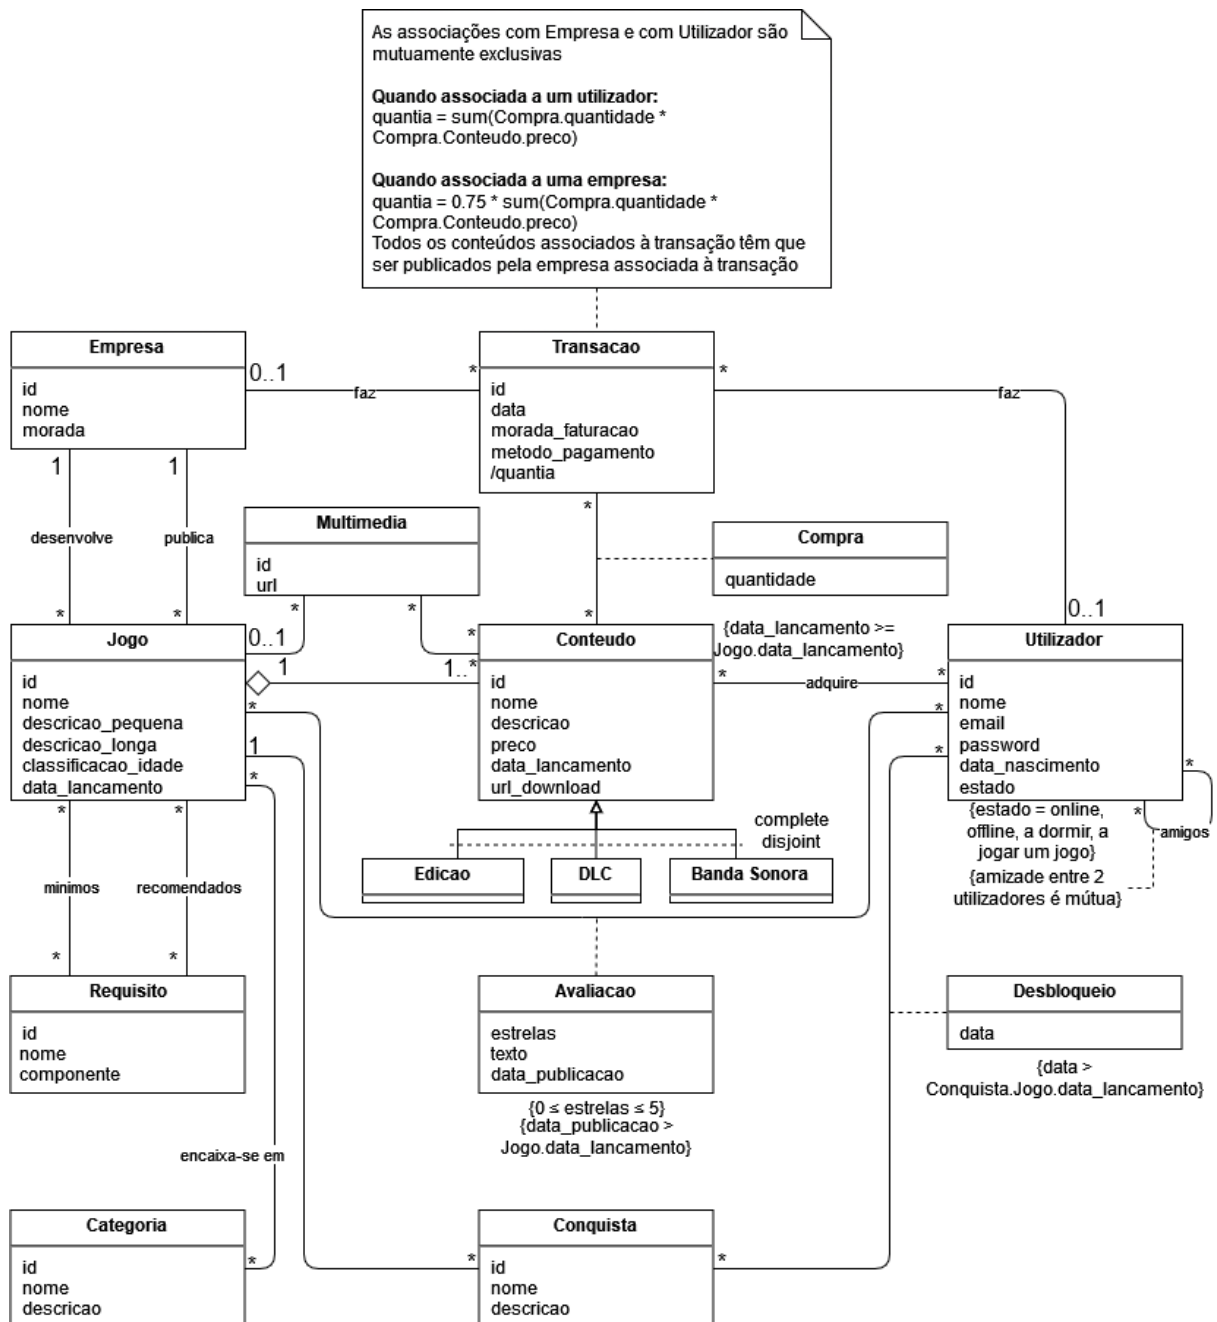 As associações com Empresa e com Utilizador são
mutuamente exclusivas
Quando associada a um utilizador:
quantia = sum(Compra.quantidade *
Compra.Conteudo.preco)
Quando associada a uma empresa:
quantia = 0.75 * sum(Compra.quantidade *
Compra.Conteudo.preco)
Todos os conteúdos associados à transação têm que
ser publicados pela empresa associada à transação
Empresa
id
nome
morada
0..1
*
faz
Transacao
id
data
morada_faturacao
metodo_pagamento
/quantia
*
faz
0..1
1
1
desenvolve
publica
*
*
Multimedia
id
url
*
*
0..1
*
*
*
Compra
quantidade
{data_lancamento >=
Jogo.data_lancamento}
Jogo
id
nome
descricao_pequena
descricao_longa
classificacao_idade
data_lancamento
1
1..*
*
1
*
Conteudo
id
nome
descricao
preco
data_lancamento
url_download
*
adquire
*
*
*
Utilizador
id
nome
email
password
data_nascimento
estado
*
*
amigos
{estado = online,
offline, a dormir, a
jogar um jogo}
{amizade entre 2
utilizadores é mútua}
complete
disjoint
Edicao
DLC
Banda Sonora
*
*
minimos
recomendados
*
*
Requisito
id
nome
componente
Avaliacao
estrelas
texto
data_publicacao
{0 ≤ estrelas ≤ 5}
{data_publicacao >
Jogo.data_lancamento}
Desbloqueio
data
{data >
Conquista.Jogo.data_lancamento}
encaixa-se em
Categoria
id
nome
descricao
*
*
Conquista
id
nome
descricao
*